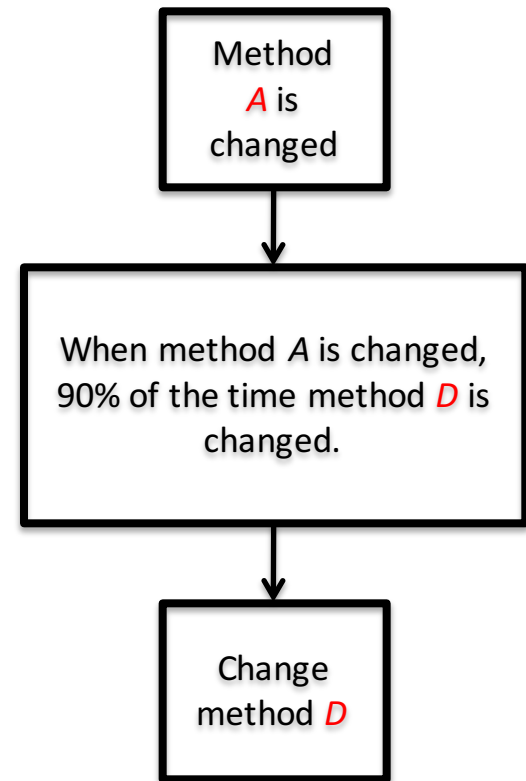 Method
A is
changed
When method A is changed,
90% of the time method D is
changed.
Change
method D